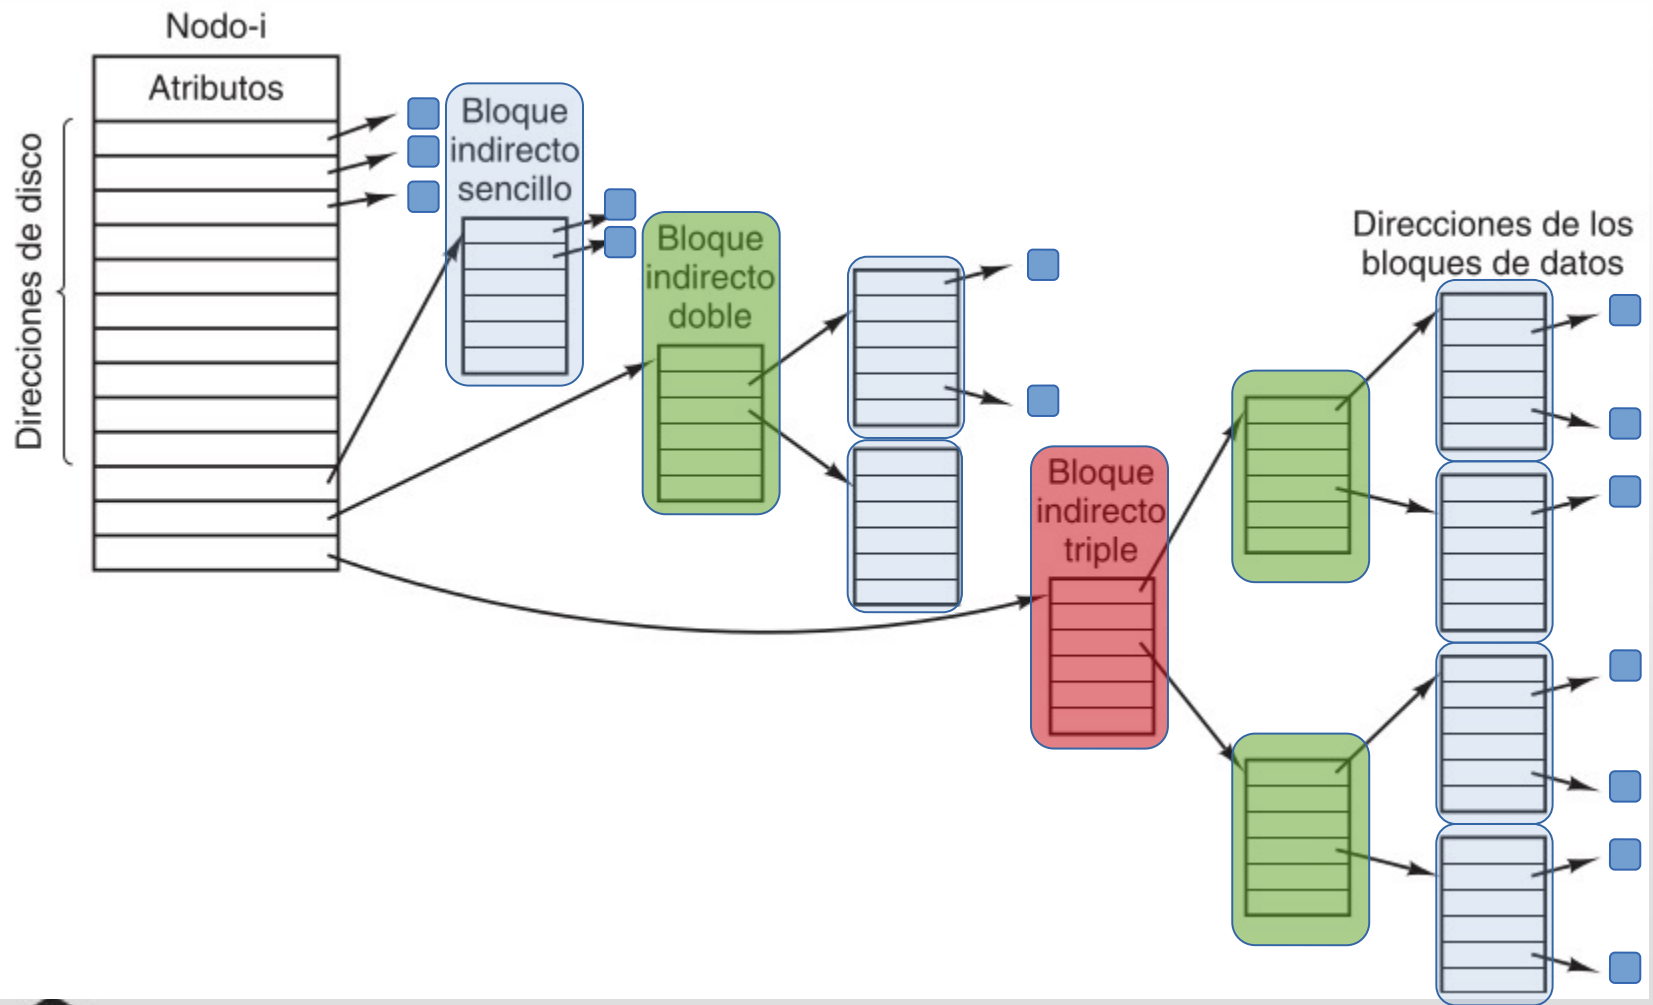 Nodo-i
Atributos
Direcciones de disco
Bloque
indirecto
sencillo
Bloque
indirecto
doble
Bloque
indirecto
triple
Direcciones de los
bloques de datos